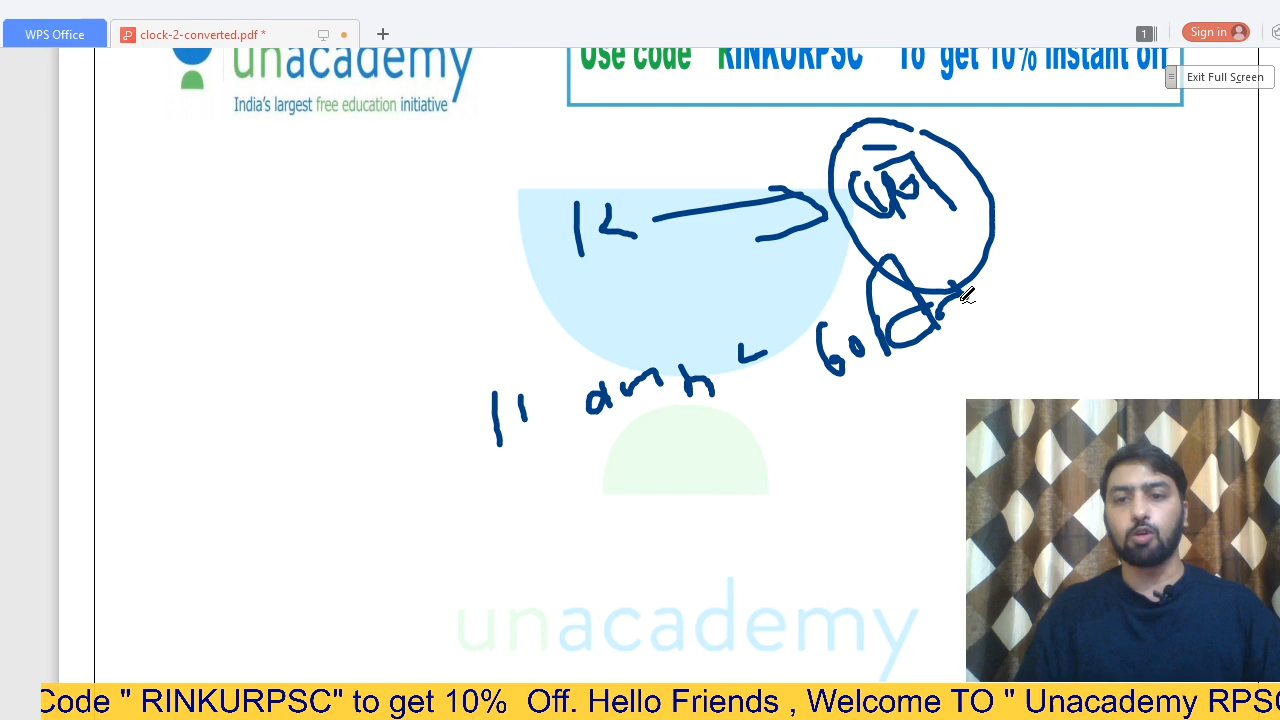 WPS Office
clock-2-converted.pdf *
1
Sign in
Exit Full Screen
unacademy
India's largest free education initiative
Use code RINKURPSC To get 10% instant off
12
11
60
unacademy
Code " RINKURPSC" to get 10% Off. Hello Friends , Welcome TO " Unacademy RPSC